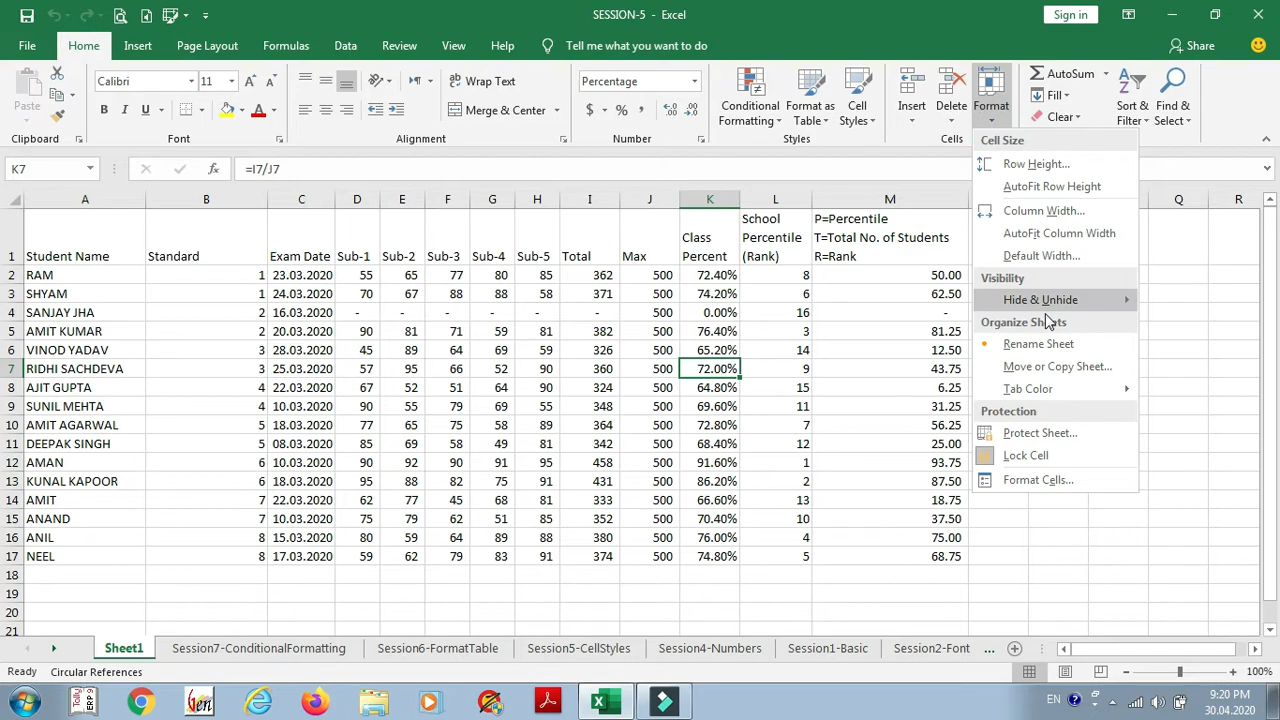 SESSION-5 - Excel
Sign in
File Home Insert Page Layout Formulas Data Review View Help Tell me what you want to do Share
Paste
Clipboard
Calibri 11
B I U A
Font
Wrap Text
Merge & Center
Alignment
Percentage
$ % ,
Number
Conditional Formatting
Format as Table
Cell Styles
Styles
Insert Delete Format
Cells
AutoSum
Fill
Clear
Sort & Filter
Find & Select
K7 fx =I7/J7
Cell Size
Row Height...
AutoFit Row Height
Column Width...
AutoFit Column Width
Default Width...
Visibility
Hide & Unhide
Organize Sheets
Rename Sheet
Move or Copy Sheet...
Tab Color
Protection
Protect Sheet...
Lock Cell
Format Cells...
A B C D E F G H I J K L M Q R
1 Student Name Standard Exam Date Sub-1 Sub-2 Sub-3 Sub-4 Sub-5 Total Max Class Percent School Percentile (Rank) P=Percentile T=Total No. of Students R=Rank
2 RAM 1 23.03.2020 55 65 77 80 85 362 500 72.40% 8 50.00
3 SHYAM 1 24.03.2020 70 67 88 88 58 371 500 74.20% 6 62.50
4 SANJAY JHA 2 16.03.2020 - - - - - - 500 0.00% 16 -
5 AMIT KUMAR 2 20.03.2020 90 81 71 59 81 382 500 76.40% 3 81.25
6 VINOD YADAV 3 28.03.2020 45 89 64 69 59 326 500 65.20% 14 12.50
7 RIDHI SACHDEVA 3 25.03.2020 57 95 66 52 90 360 500 72.00% 9 43.75
8 AJIT GUPTA 4 22.03.2020 67 52 51 64 90 324 500 64.80% 15 6.25
9 SUNIL MEHTA 4 10.03.2020 90 55 79 69 55 348 500 69.60% 11 31.25
10 AMIT AGARWAL 5 18.03.2020 77 65 75 58 89 364 500 72.80% 7 56.25
11 DEEPAK SINGH 5 08.03.2020 85 69 58 49 81 342 500 68.40% 12 25.00
12 AMAN 6 10.03.2020 90 92 90 91 95 458 500 91.60% 1 93.75
13 KUNAL KAPOOR 6 18.03.2020 95 88 82 75 91 431 500 86.20% 2 87.50
14 AMIT 7 22.03.2020 62 77 45 68 81 333 500 66.60% 13 18.75
15 ANAND 7 10.03.2020 75 79 62 51 85 352 500 70.40% 10 37.50
16 ANIL 8 15.03.2020 80 59 64 89 88 380 500 76.00% 4 75.00
17 NEEL 8 17.03.2020 59 62 79 83 91 374 500 74.80% 5 68.75
18
19
20
21
Sheet1 Session7-ConditionalFormatting Session6-FormatTable Session5-CellStyles Session4-Numbers Session1-Basic Session2-Font ...
Ready Circular References 100%
Tally ERP 9 Gen EN 9:20 PM
30.04.2020